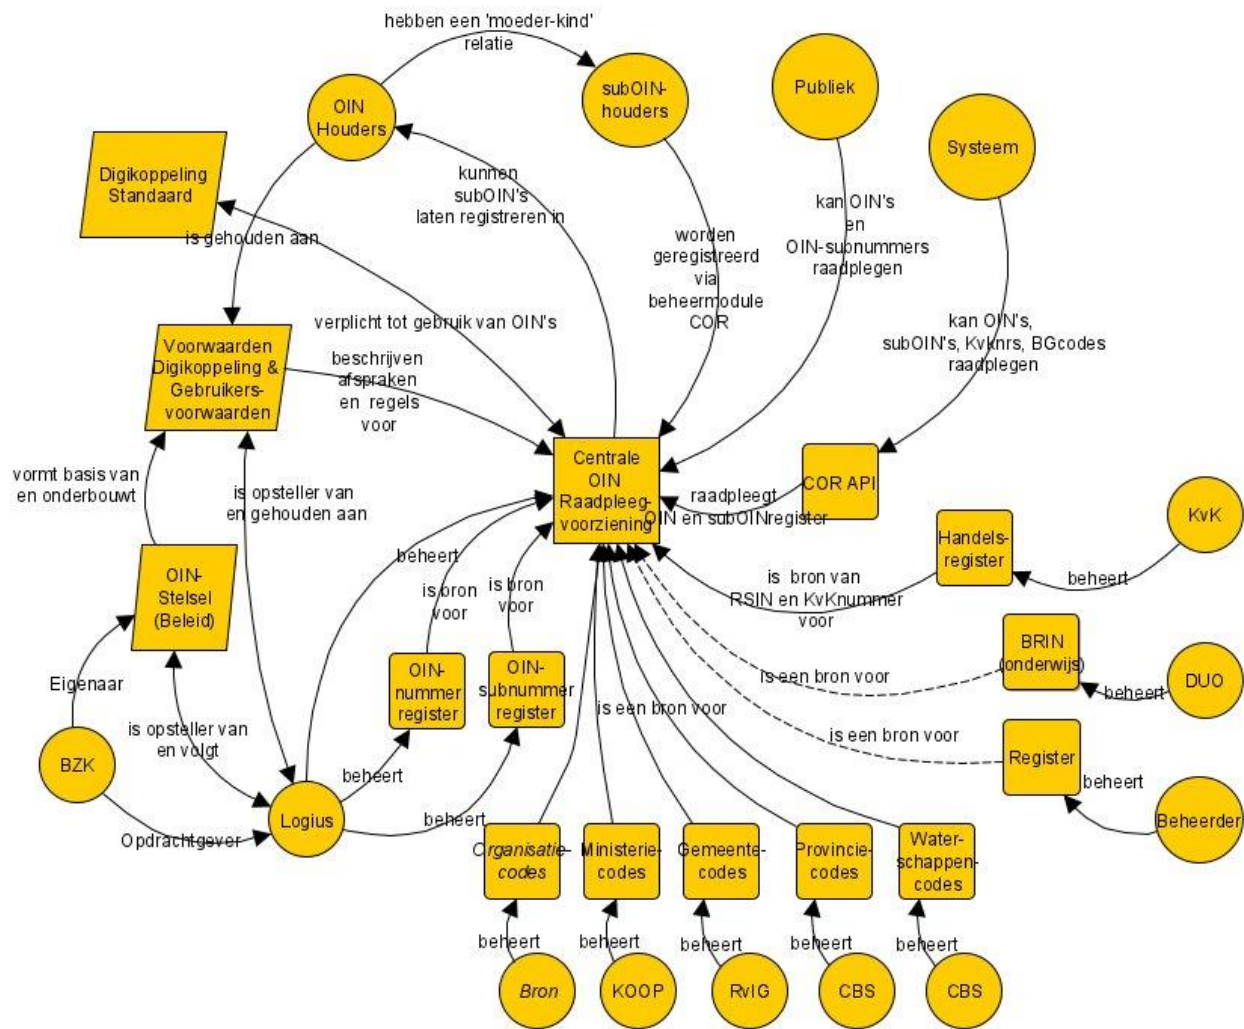 hebben een 'moeder-kind'
relatie
OIN
Houders
subOIN-
houders
Publiek
Systeem
Digikoppeling
Standaard
kunnen
subOIN's
laten registreren in
is gehouden aan
worden
geregistreerd
via
beheermodule
COR
kan OIN's
en
OIN-subnummers
raadplegen
kan OIN's,
subOIN's, Kvknrs, BGcodes
raadplegen
verplicht tot gebruik van OIN's
Voorwaarden
Digikoppeling &
Gebruikers-
voorwaarden
beschrijven
afspraken
en regels
voor
Centrale
OIN
Raadpleeg-
voorziening
COR API
raadpleegt
OIN en subOINregister
vormt basis van
en onderbouwt
is opsteller van
en gehouden aan
beheert
is bron
voor
is bron
voor
Handels-
register
KvK
beheert
is bron van
RSIN en KvKnummer
voor
OIN-
Stelsel
(Beleid)
BRIN
(onderwijs)
DUO
beheert
is een bron voor
Eigenaar
OIN-
nummer
register
OIN-
subnummer
register
is een bron voor
is opsteller van
en volgt
is een bron voor
Register
beheert
Beheerder
BZK
Opdrachtgever
Logius
beheert
beheert
Organisatie-
codes
Ministerie-
codes
Gemeente-
codes
Provincie-
codes
Water-
schappen-
codes
beheert
beheert
beheert
beheert
beheert
Bron
KOOP
RvIG
CBS
CBS